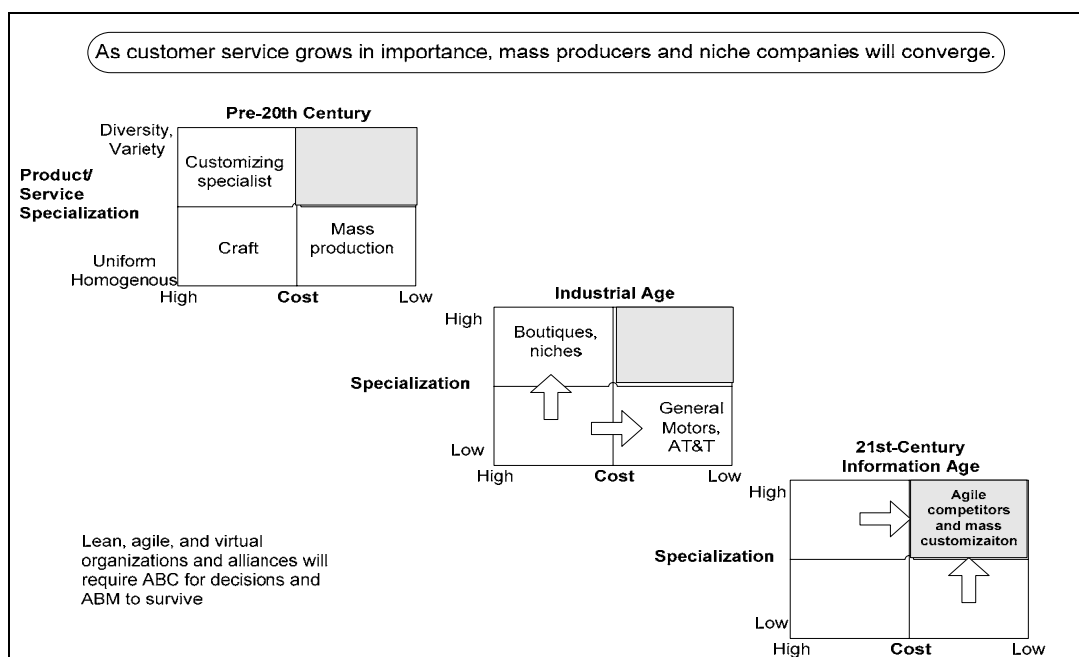 As customer service grows in importance, mass producers and niche companies will converge.
Pre-20th Century
Diversity,
Variety
Product/
Service
Specialization
Uniform
Homogenous
Customizing
specialist
Craft
Mass
production
High
Cost
Low
Industrial Age
High
Specialization
Low
Boutiques,
niches
General
Motors,
AT&T
High
Cost
Low
21st-Century
Information Age
High
Specialization
Low
Agile
competitors
and mass
customizaiton
High
Cost
Low
Lean, agile, and virtual
organizations and alliances will
require ABC for decisions and
ABM to survive